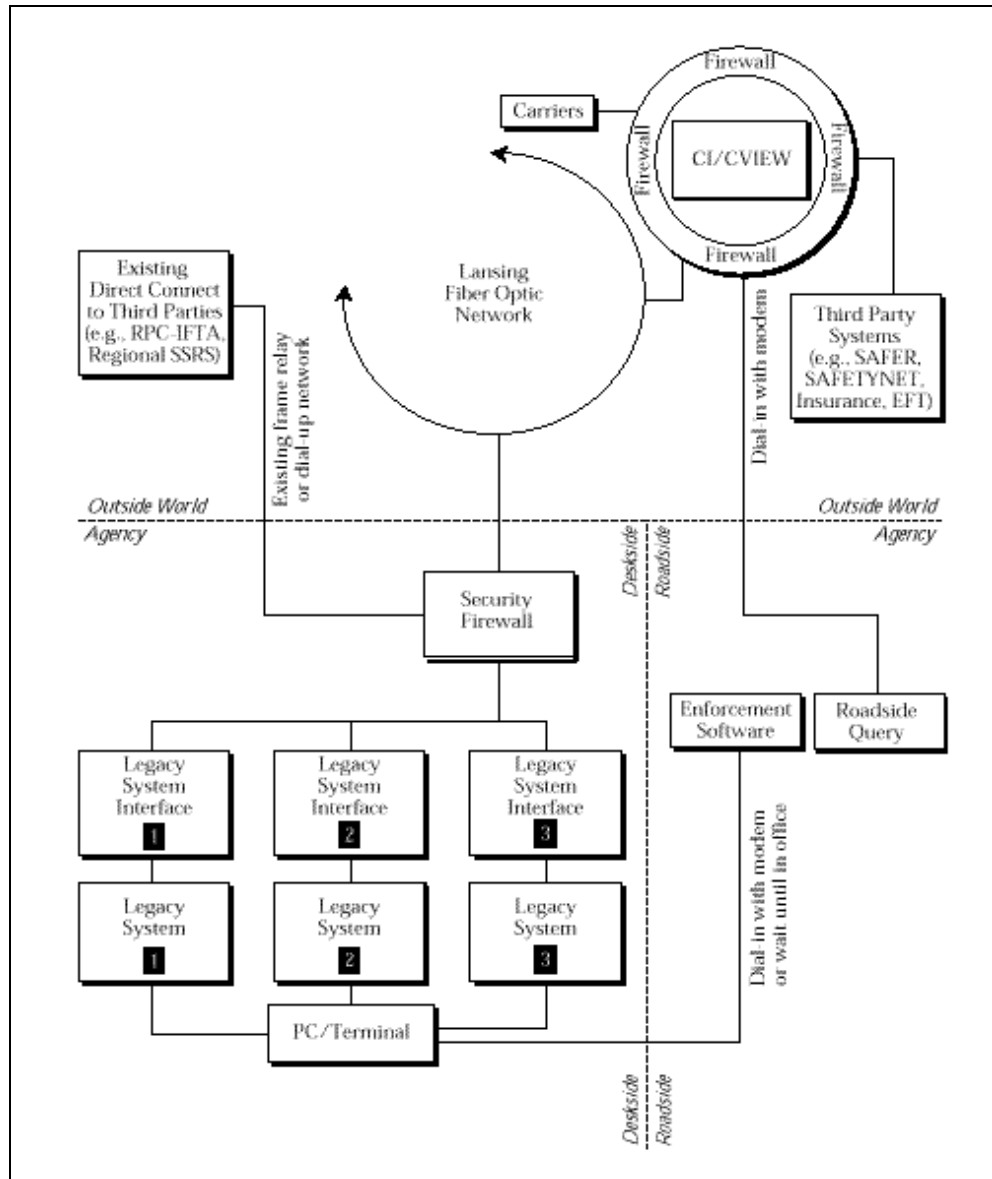 Firewall
Carriers
Firewall
CI/CVIEW
Firewall
Firewall
Existing
Direct Connect
to Third Parties
(e.g., RPC-IFTA,
Regional SSRS)
Lansing
Fiber Optic
Network
Third Party
Systems
(e.g., SAFER,
SAFETYNET,
Insurance, EFT)
Existing frame relay
or dial-up network
Dial-in with modem
Outside World
Outside World
Agency
Agency
Deskside
Roadside
Security
Firewall
Enforcement
Software
Roadside
Query
Legacy
System
Interface
1
Legacy
System
Interface
2
Legacy
System
Interface
3
Legacy
System
1
Legacy
System
2
Legacy
System
3
Dial-in with modem
or wait until in office
PC/Terminal
Deskside
Roadside